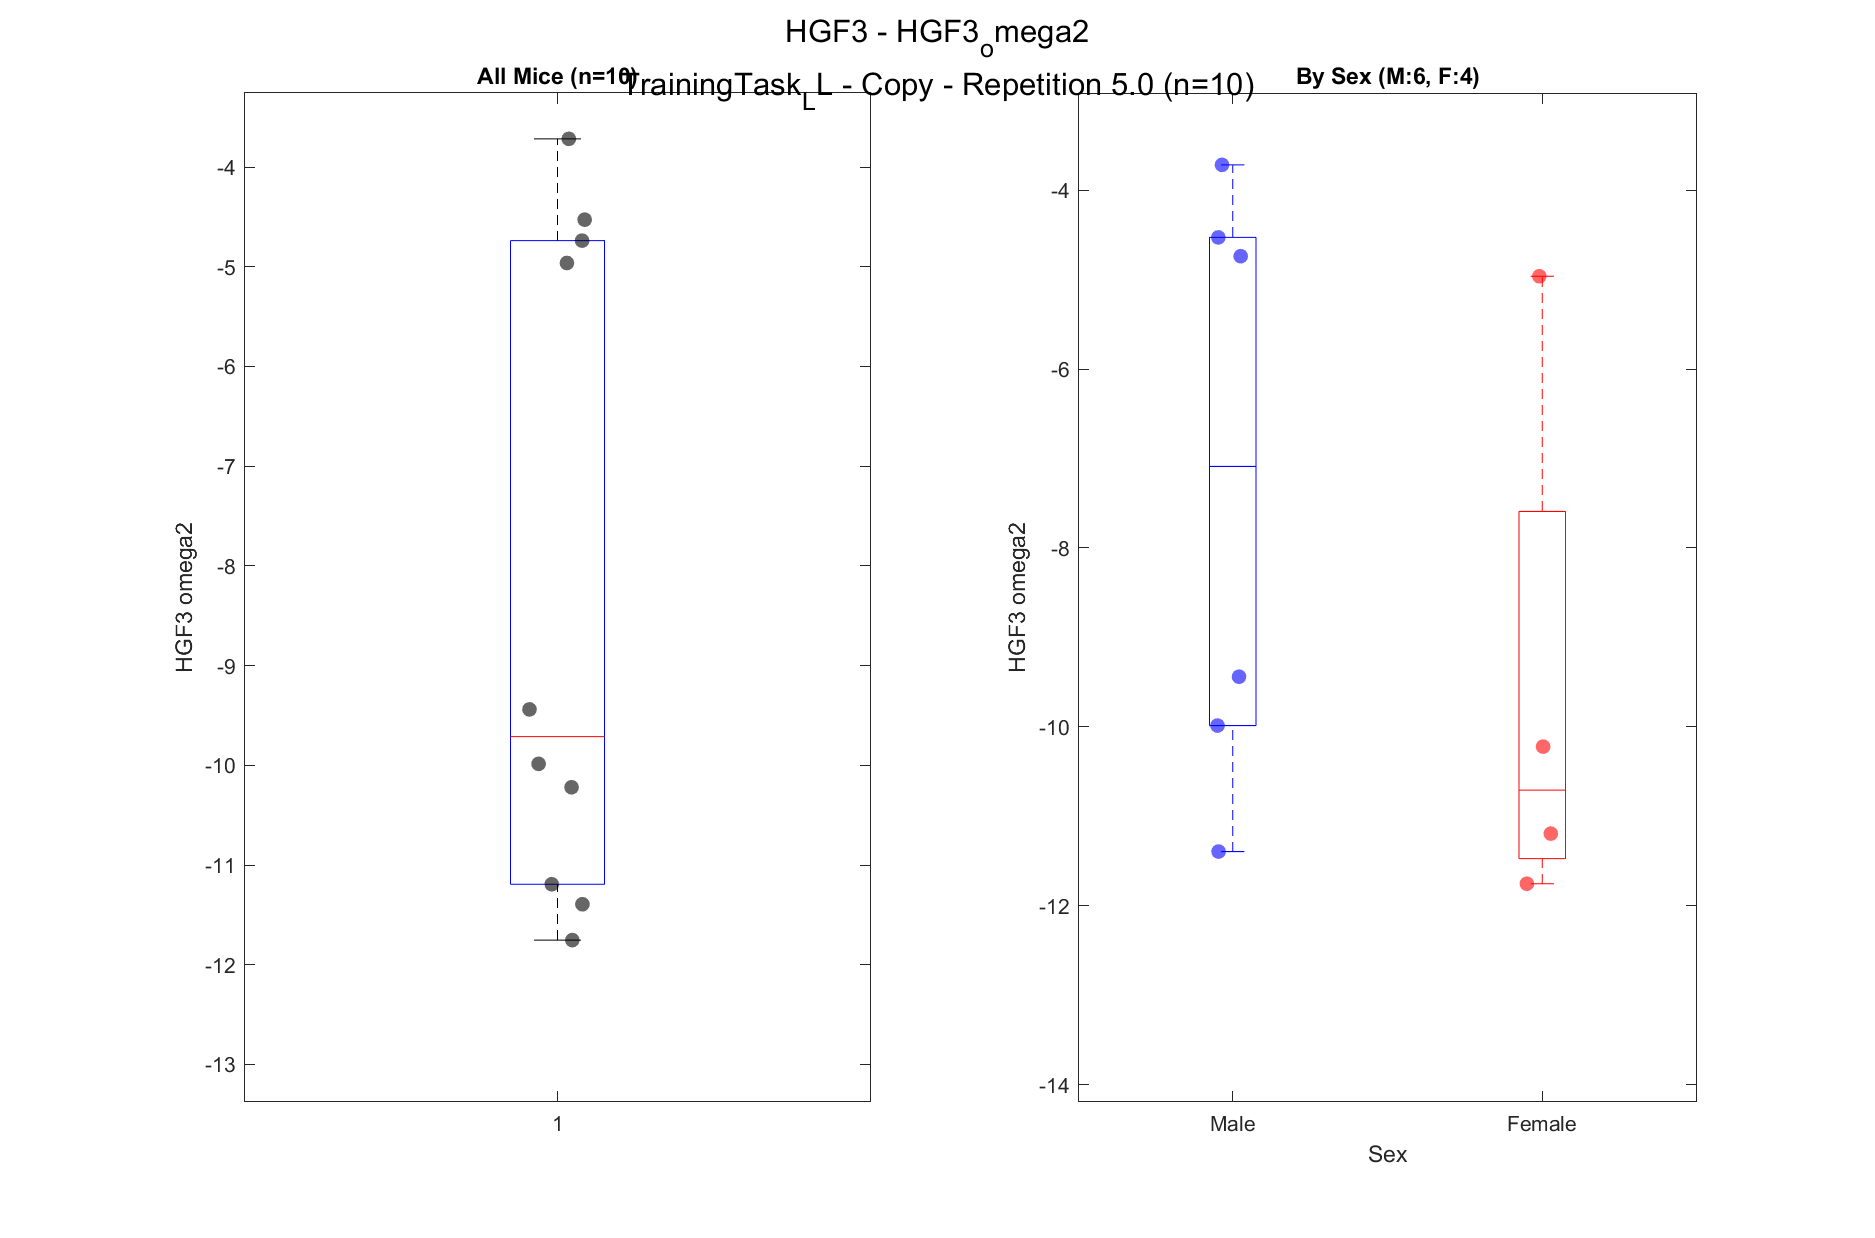 HGF3 - HGF3omega2
TrainingTask_LL - Copy - Repetition 5.0 (n=10)
All Mice (n=10)
-4
-5
-6
-7
-8
-9
-10
-11
-12
-13
HGF3 omega2
1
By Sex (M:6, F:4)
-4
-6
-8
-10
-12
-14
HGF3 omega2
Male Female
Sex